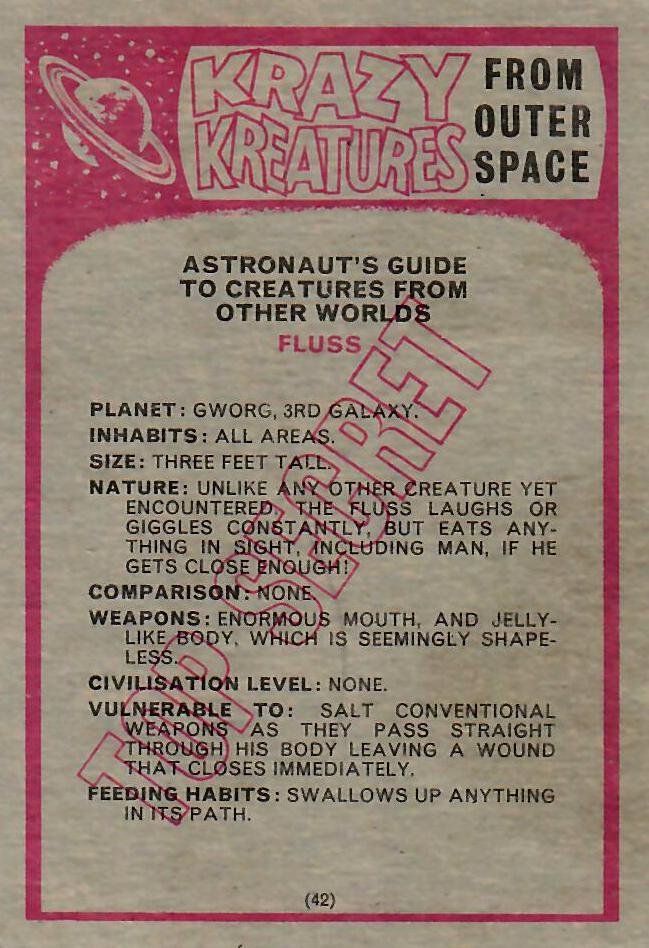 KRAZY
KREATURES
FROM
OUTER
SPACE
ASTRONAUT'S GUIDE
TO CREATURES FROM
OTHER WORLDS
FLUSS
PLANET: GWORG, 3RD GALAXY.
INHABITS: ALL AREAS.
SIZE: THREE FEET TALL.
NATURE: UNLIKE ANY OTHER CREATURE YET
ENCOUNTERED, THE FLUSS LAUGHS OR
GIGGLES CONSTANTLY, BUT EATS ANY-
THING IN SIGHT, INCLUDING MAN, IF HE
GETS CLOSE ENOUGH!
COMPARISON: NONE.
WEAPONS: ENORMOUS MOUTH, AND JELLY-
LIKE BODY, WHICH IS SEEMINGLY SHAPE-
LESS.
CIVILISATION LEVEL: NONE.
VULNERABLE TO: SALT CONVENTIONAL
WEAPONS AS THEY PASS STRAIGHT
THROUGH HIS BODY LEAVING A WOUND
THAT CLOSES IMMEDIATELY.
FEEDING HABITS: SWALLOWS UP ANYTHING
IN ITS PATH.
TOP SECRET
(42)